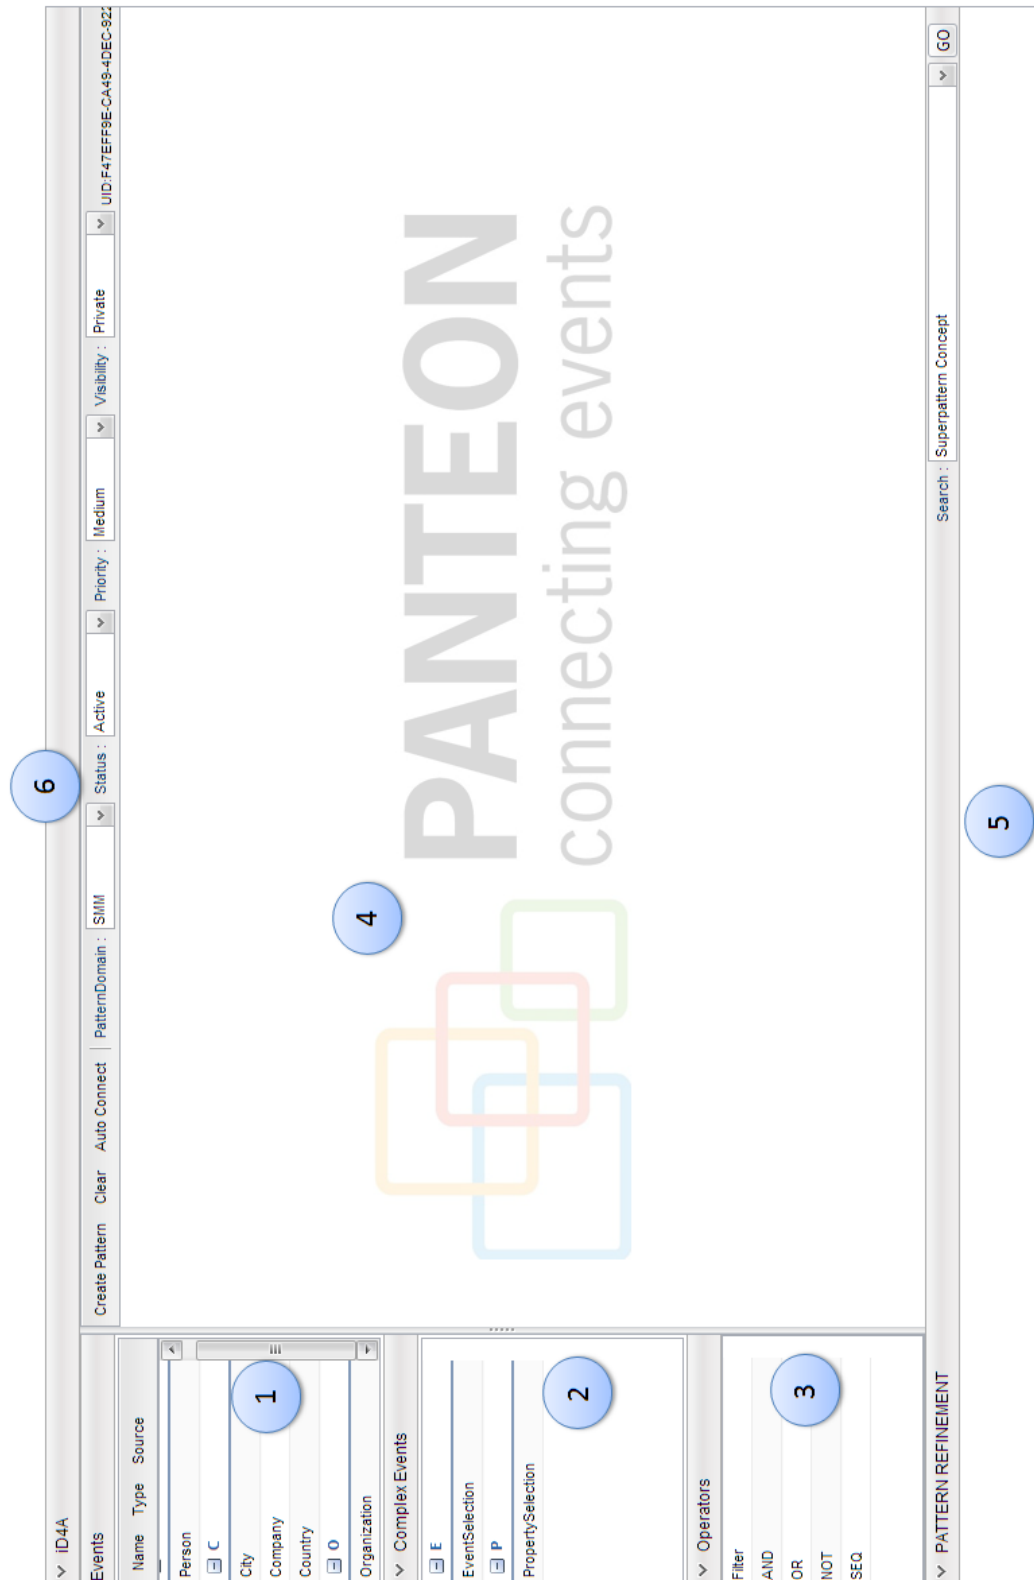 6
iD4A
Events
Create Pattern Clear Auto Connect PatternDomain : SMM Status : Active Priority : Medium Visibility : Private UID:F47EFF9E-CA49-4DEC-922
Name Type Source
Person
C
City
Company
Country
O
Organization
1
Complex Events
E
EventSelection
P
PropertySelection
2
Operators
Filter
AND
OR
NOT
SEQ
3
4
PANTEON
connecting events
PATTERN REFINEMENT
Search : Superpattern Concept GO
5